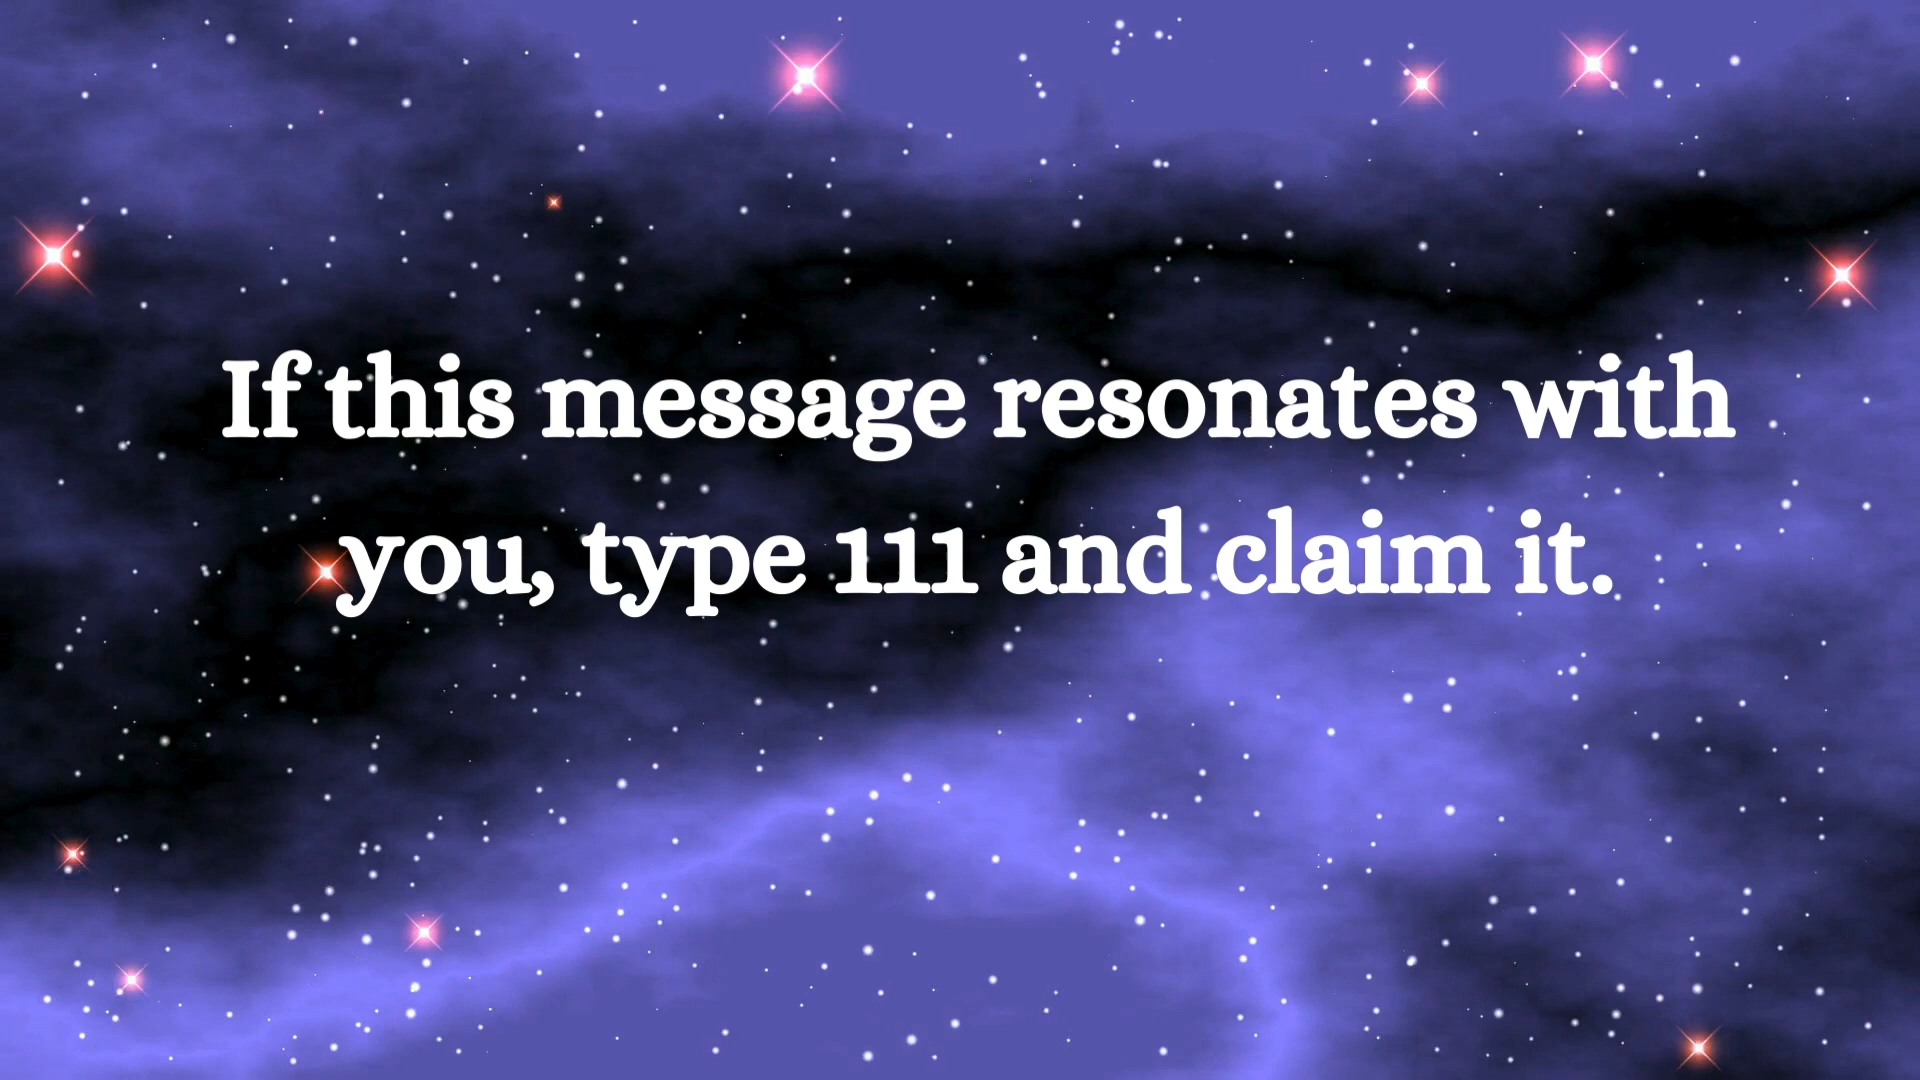 If this message resonates with
you, type 111 and claim it.